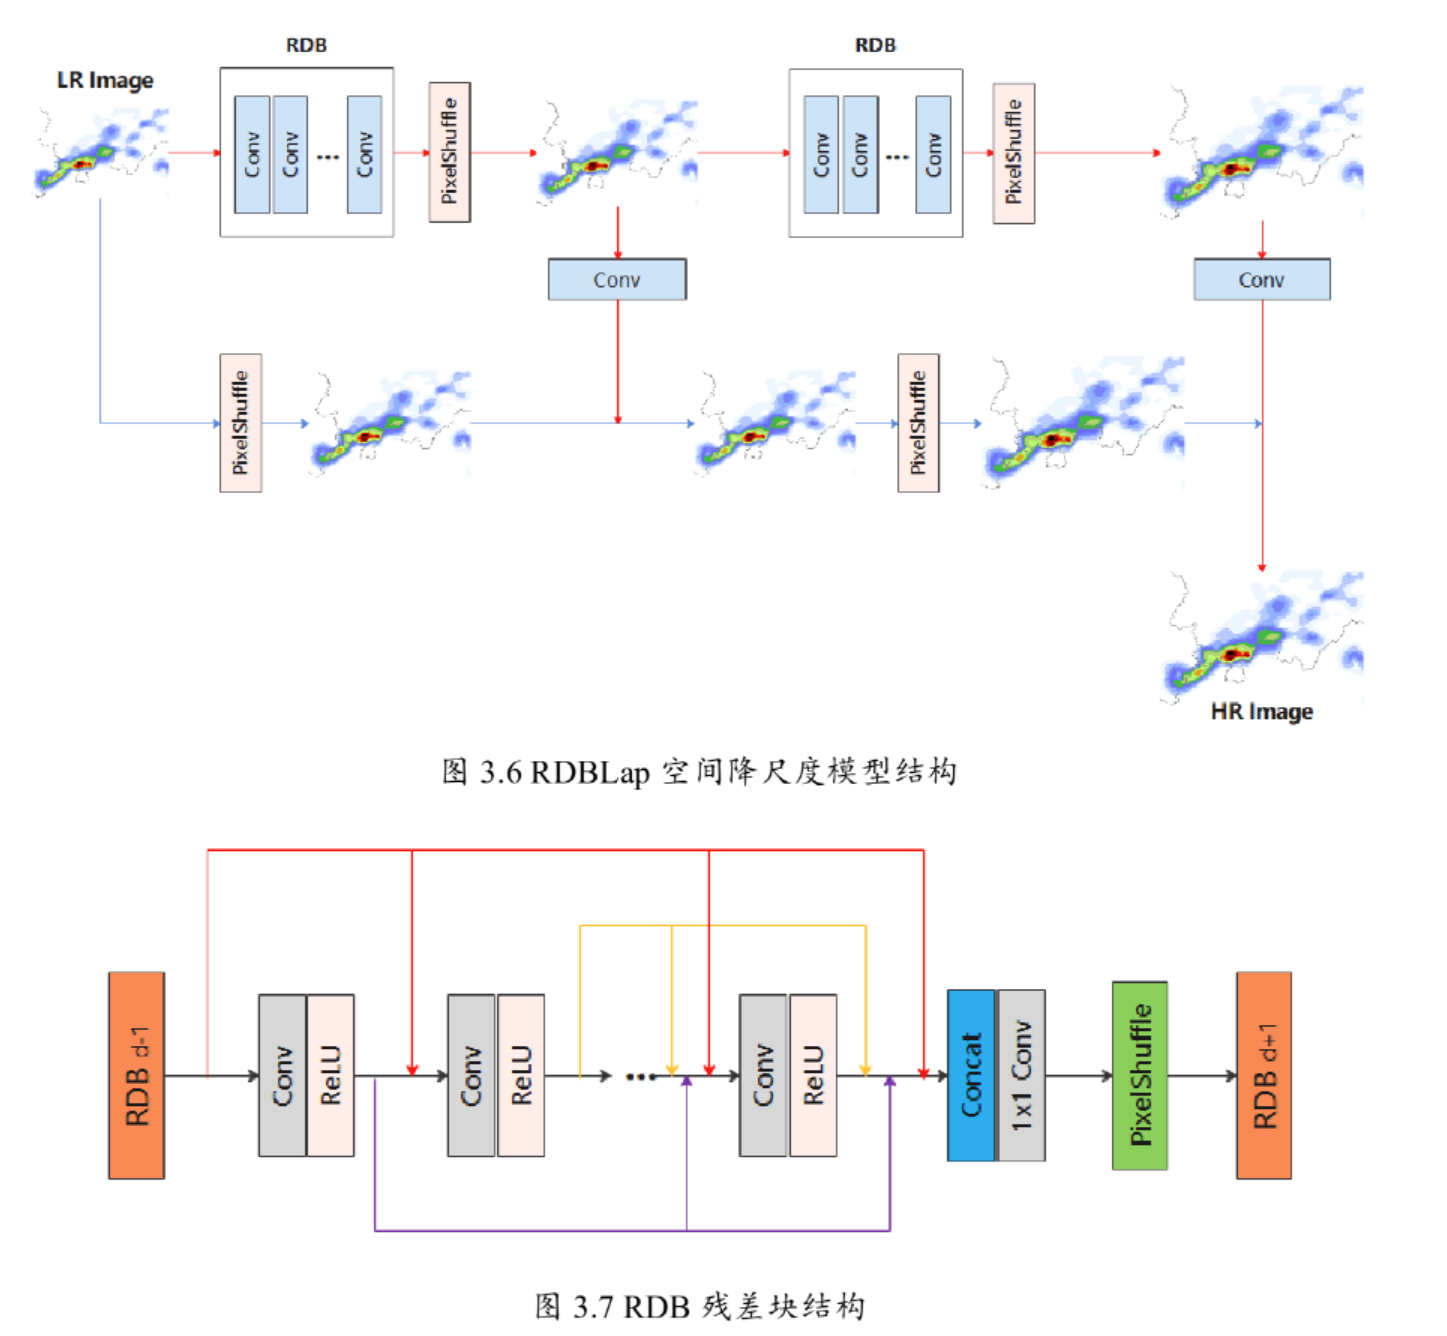 RDB
RDB
LR Image
Conv
Conv
...
Conv
PixelShuffle
Conv
Conv
...
Conv
PixelShuffle
Conv
Conv
PixelShuffle
PixelShuffle
HR Image
图 3.6 RDBLap 空间降尺度模型结构
RDB d-1
Conv
ReLU
Conv
ReLU
...
Conv
ReLU
Concat
1x1 Conv
PixelShuffle
RDB d+1
图 3.7 RDB 残差块结构